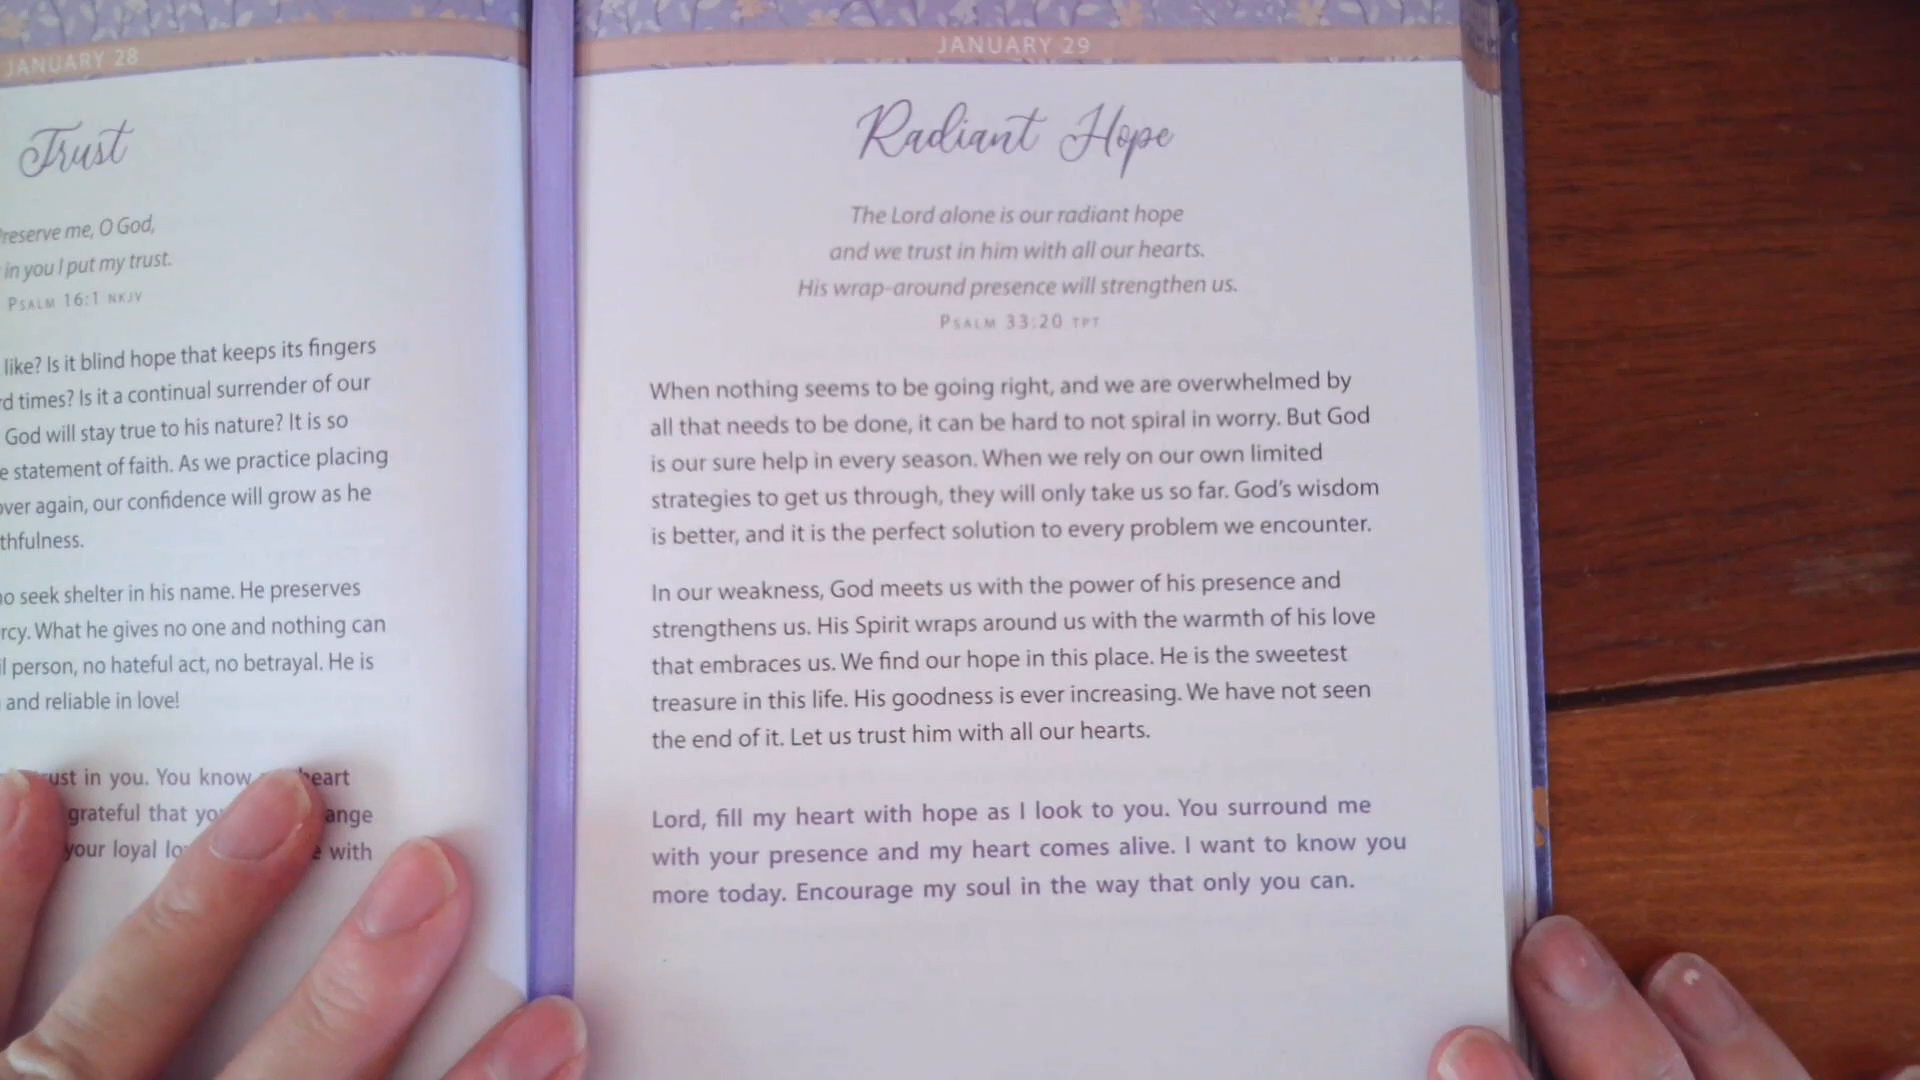 JANUARY 28
Trust
reserve me, O God,
in you I put my trust.
PSALM 16:1 NKJV
like? Is it blind hope that keeps its fingers
times? Is it a continual surrender of our
God will stay true to his nature? It is so
statement of faith. As we practice placing
over again, our confidence will grow as he
thfulness.
seek shelter in his name. He preserves
rcy. What he gives no one and nothing can
person, no hateful act, no betrayal. He is
and reliable in love!
ust in you. You know heart
grateful that ange
your loyal with
JANUARY 29
Radiant Hope
The Lord alone is our radiant hope
and we trust in him with all our hearts.
His wrap-around presence will strengthen us.
PSALM 33:20 TPT
When nothing seems to be going right, and we are overwhelmed by
all that needs to be done, it can be hard to not spiral in worry. But God
is our sure help in every season. When we rely on our own limited
strategies to get us through, they will only take us so far. God's wisdom
is better, and it is the perfect solution to every problem we encounter.
In our weakness, God meets us with the power of his presence and
strengthens us. His Spirit wraps around us with the warmth of his love
that embraces us. We find our hope in this place. He is the sweetest
treasure in this life. His goodness is ever increasing. We have not seen
the end of it. Let us trust him with all our hearts.
Lord, fill my heart with hope as I look to you. You surround me
with your presence and my heart comes alive. I want to know you
more today. Encourage my soul in the way that only you can.